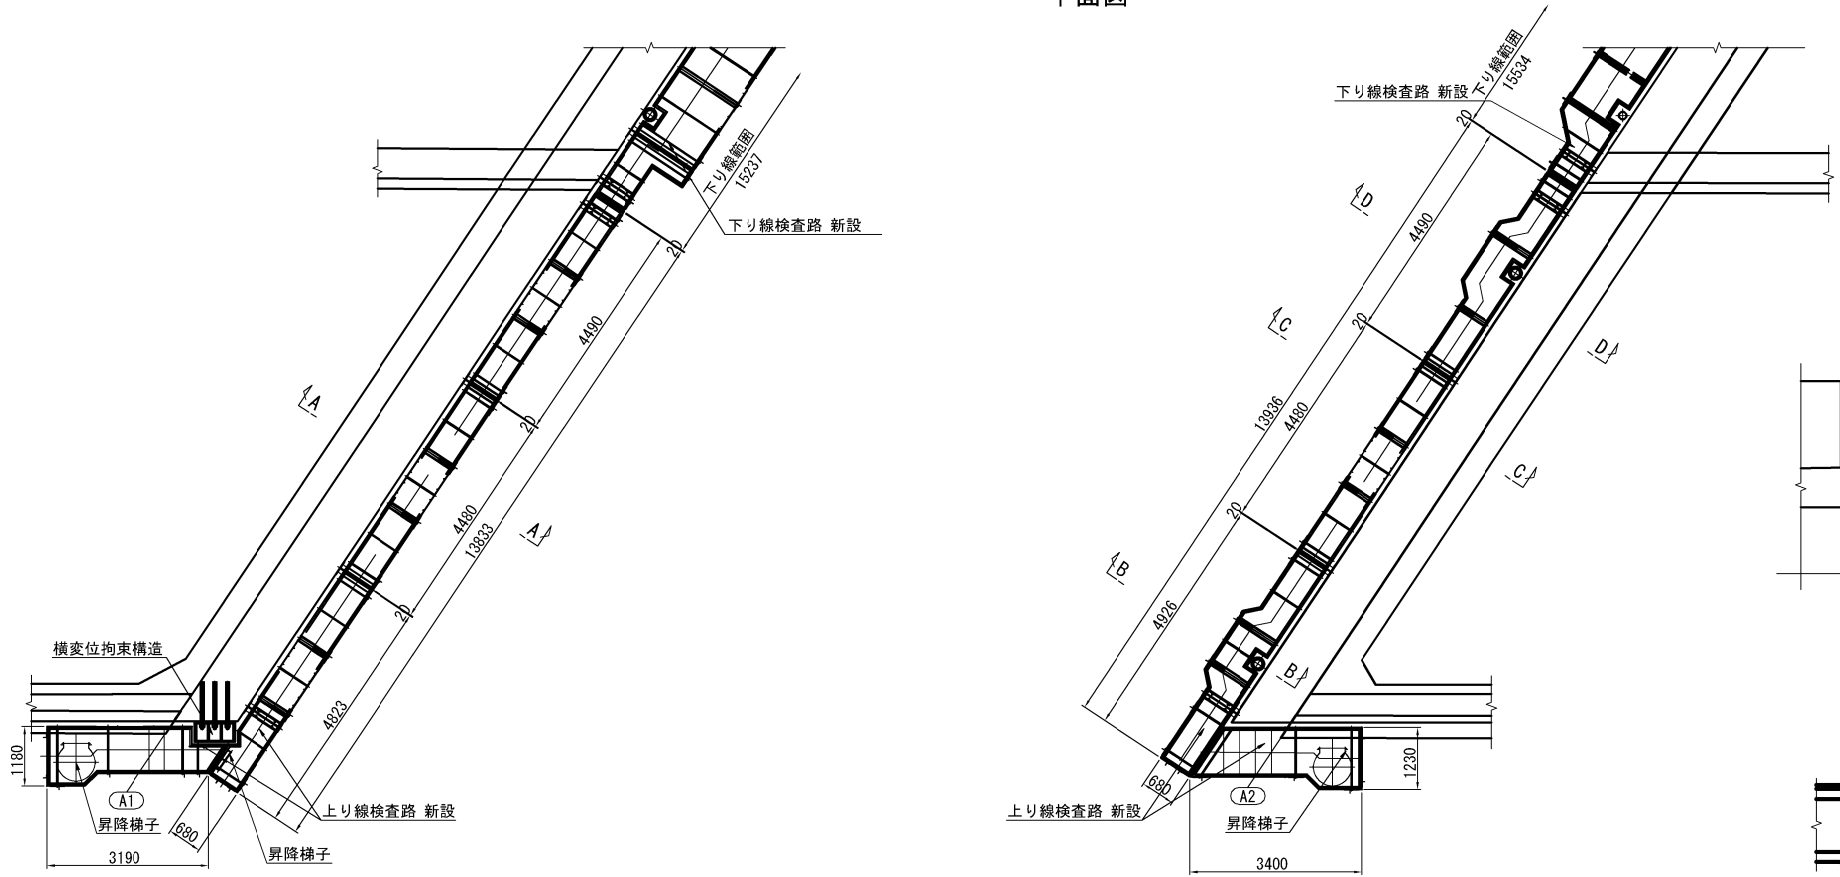 平面図
下り線範囲
15237
下り線検査路 新設
20
4490
20
4480
13833
20
4823
A
A
横変位拘束構造
1180
A1
昇降梯子
680
3190
上り線検査路 新設
昇降梯子
下り線範囲
15534
下り線検査路 新設
20
4490
20
13936
4480
20
4926
D
C
D
C
B
B
680
上り線検査路 新設
A2
昇降梯子
1230
3400